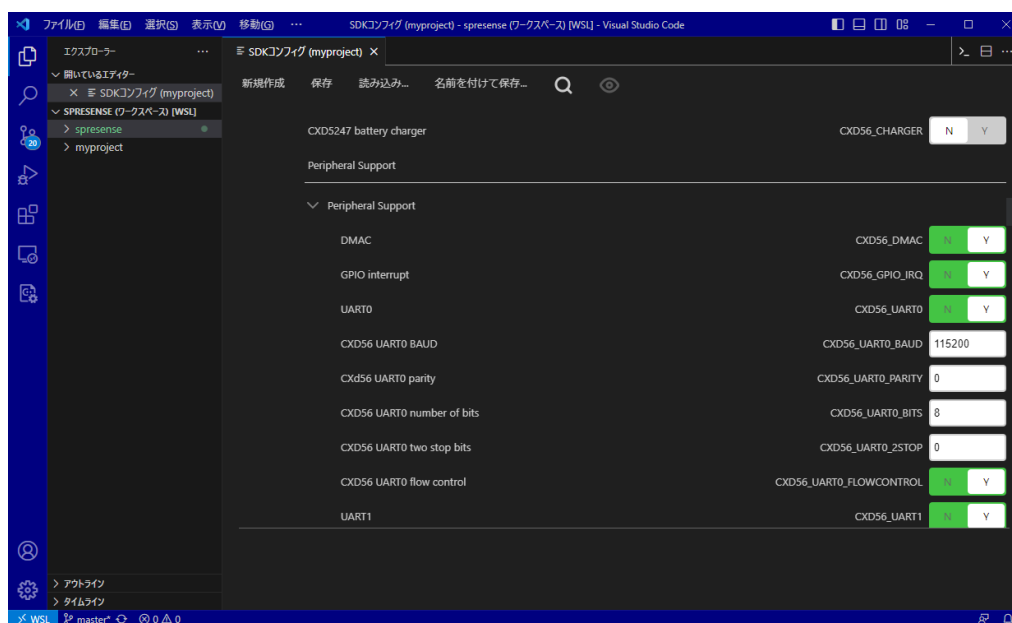 ファイル(F) 編集(E) 選択(S) 表示(V) 移動(G) ··· SDKコンフィグ (myproject) - spresense (ワークスペース) [WSL] - Visual Studio Code
エクスプローラー ···
開いているエディター
SDKコンフィグ (myproject)
SPRESENSE (ワークスペース) [WSL]
spresense
myproject
20
アウトライン
タイムライン
SDKコンフィグ (myproject)
新規作成 保存 読み込み... 名前を付けて保存...
CXD5247 battery charger CXD56_CHARGER N Y
Peripheral Support
Peripheral Support
DMAC CXD56_DMAC N Y
GPIO interrupt CXD56_GPIO_IRQ N Y
UART0 CXD56_UART0 N Y
CXD56 UART0 BAUD CXD56_UART0_BAUD 115200
CXd56 UART0 parity CXD56_UART0_PARITY 0
CXD56 UART0 number of bits CXD56_UART0_BITS 8
CXD56 UART0 two stop bits CXD56_UART0_2STOP 0
CXD56 UART0 flow control CXD56_UART0_FLOWCONTROL N Y
UART1 CXD56_UART1 N Y
WSL master* 0 0